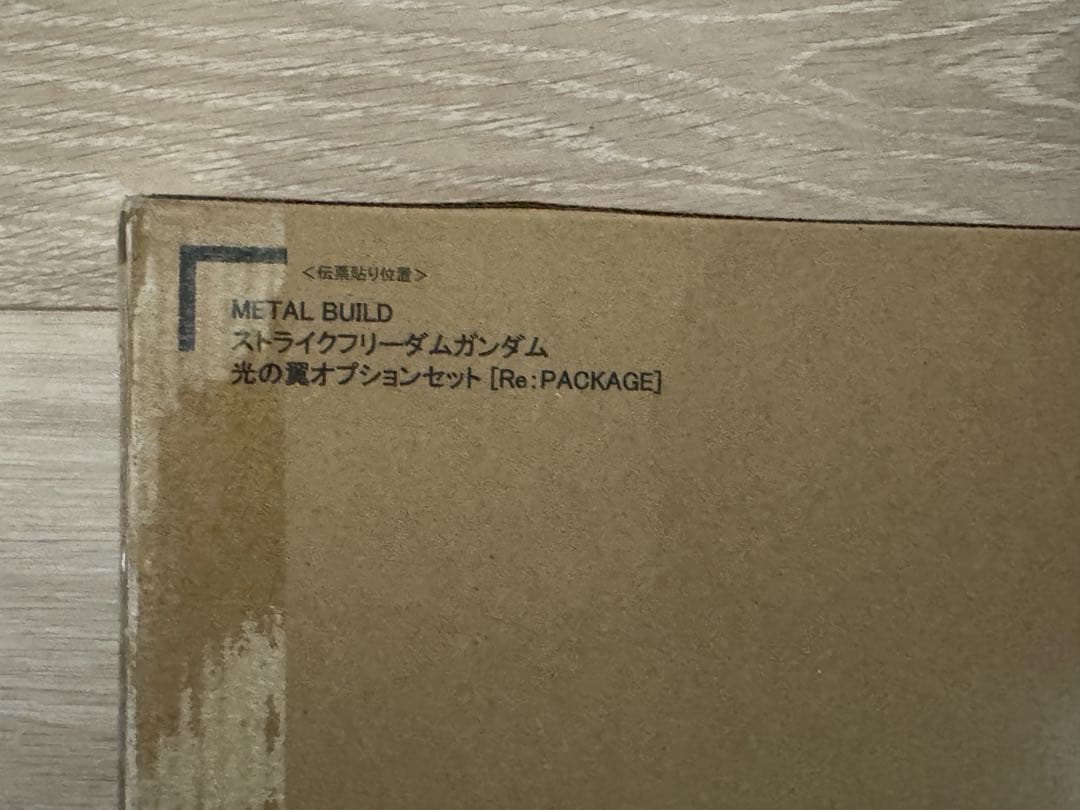 ＜伝票貼り位置＞
METAL BUILD
ストライクフリーダムガンダム
光の翼オプションセット [Re:PACKAGE]